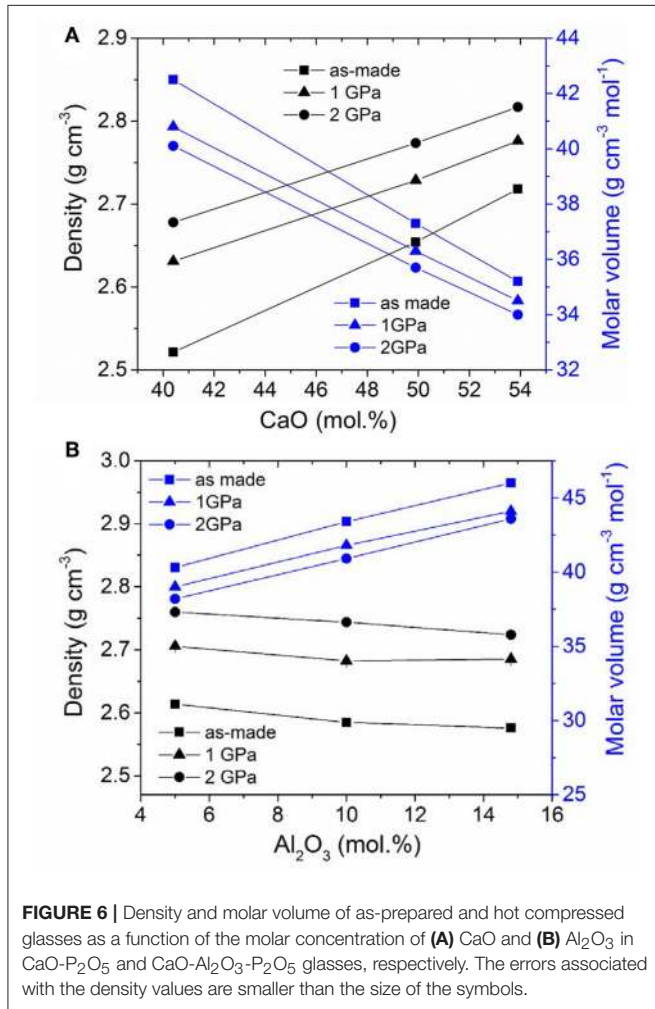 A
2.9
2.8
2.7
2.6
2.5
Density (g cm⁻³)
as-made
1 GPa
2 GPa
as made
1GPa
2GPa
44
42
40
38
36
34
32
Molar volume (g cm⁻³ mol⁻¹)
40 42 44 46 48 50 52 54
CaO (mol.%)
B
3.0
2.9
2.8
2.7
2.6
2.5
Density (g cm⁻³)
as made
1GPa
2GPa
as-made
1 GPa
2 GPa
45
40
35
30
25
Molar volume (g cm⁻³ mol⁻¹)
4 6 8 10 12 14 16
Al₂O₃ (mol.%)
FIGURE 6 | Density and molar volume of as-prepared and hot compressed
glasses as a function of the molar concentration of (A) CaO and (B) Al₂O₃ in
CaO-P₂O₅ and CaO-Al₂O₃-P₂O₅ glasses, respectively. The errors associated
with the density values are smaller than the size of the symbols.